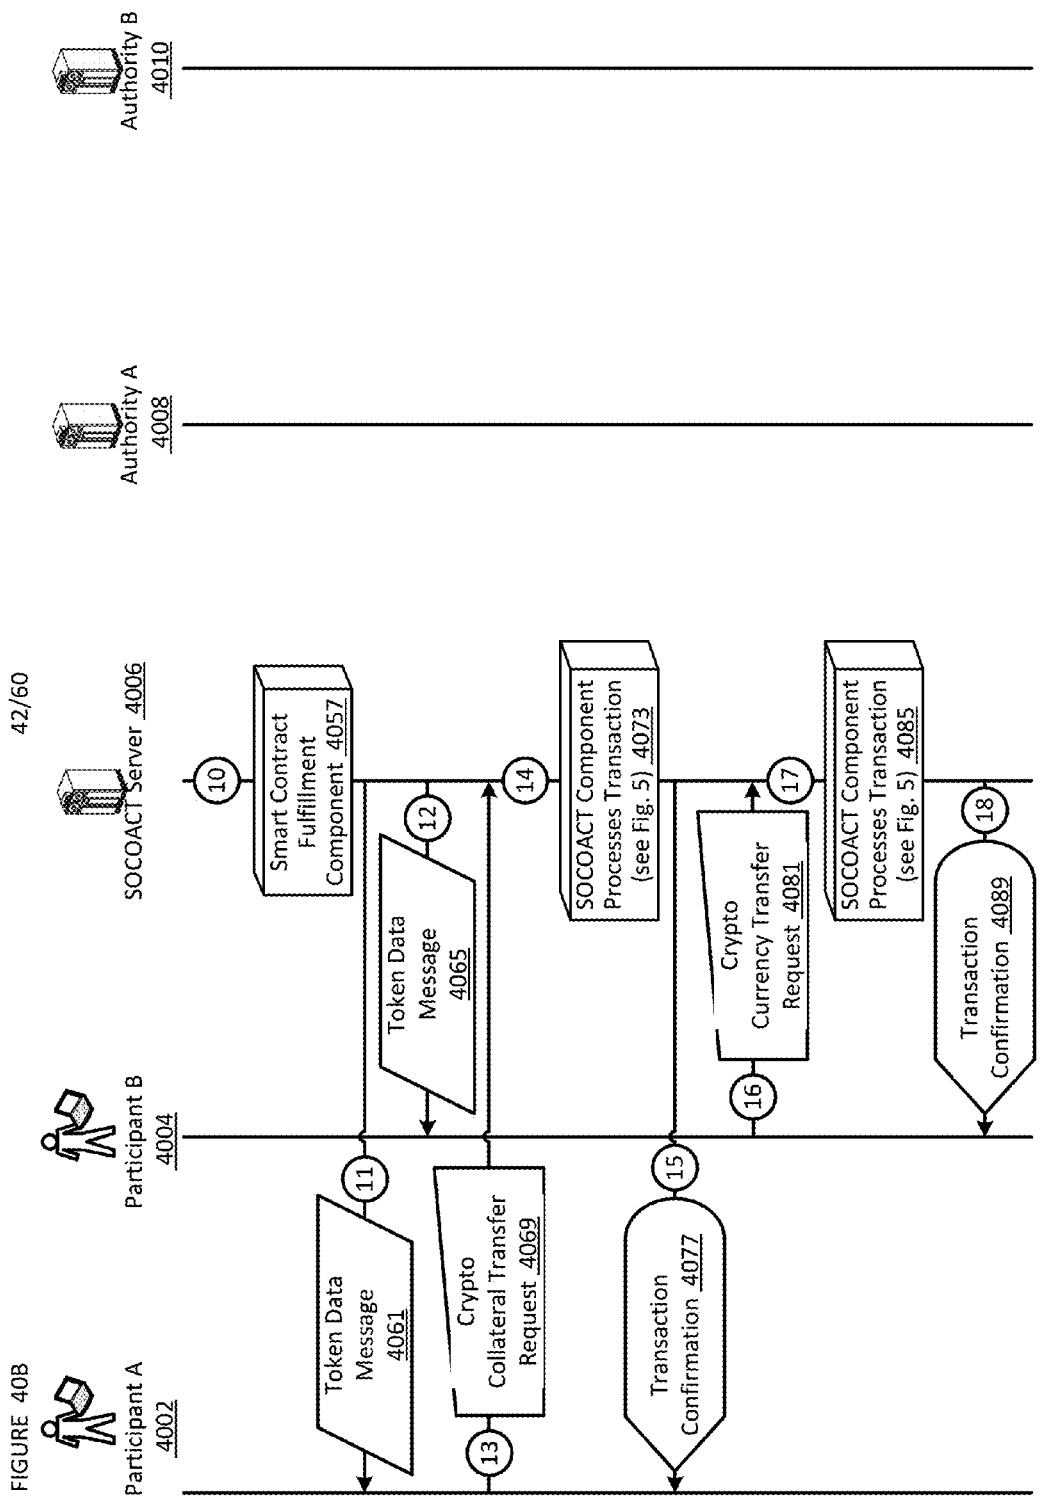 42/60
FIGURE 40B
Participant A
4002
Participant B
4004
SOCOACT Server 4006
Authority A
4008
Authority B
4010
10
Smart Contract
Fulfillment
Component 4057
11
Token Data
Message
4061
12
Token Data
Message
4065
13
Crypto
Collateral Transfer
Request 4069
14
SOCOACT Component
Processes Transaction
(see Fig. 5) 4073
15
Transaction
Confirmation 4077
16
Crypto
Currency Transfer
Request 4081
17
SOCOACT Component
Processes Transaction
(see Fig. 5) 4085
18
Transaction
Confirmation 4089